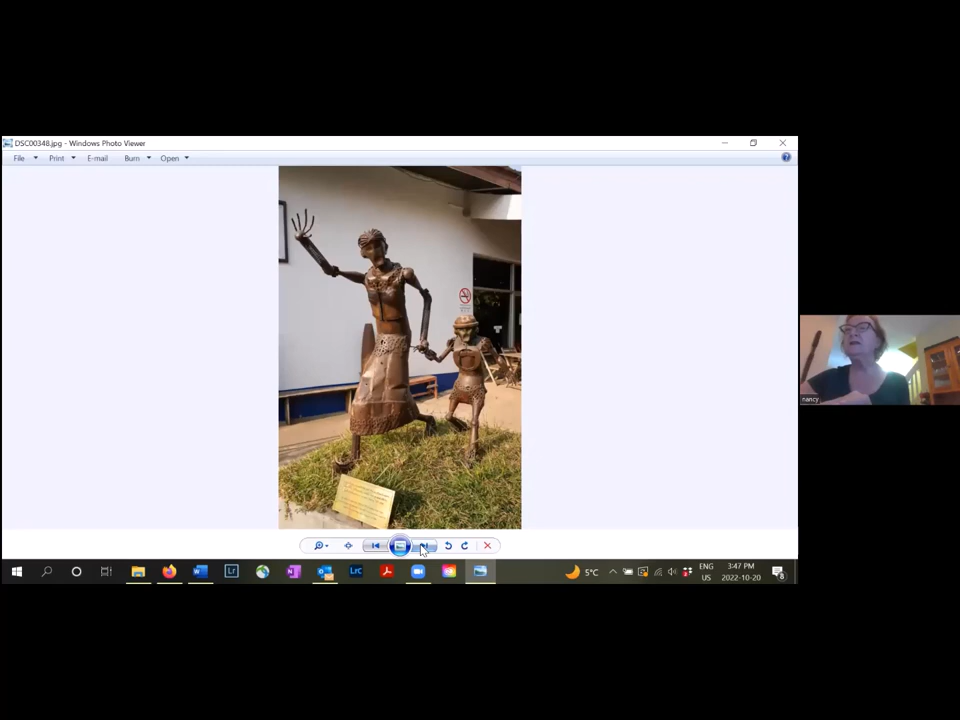 DSC00348.jpg - Windows Photo Viewer
File Print E-mail Burn Open
nancy
ENG
US
5°C
3:47 PM
2022-10-20
8